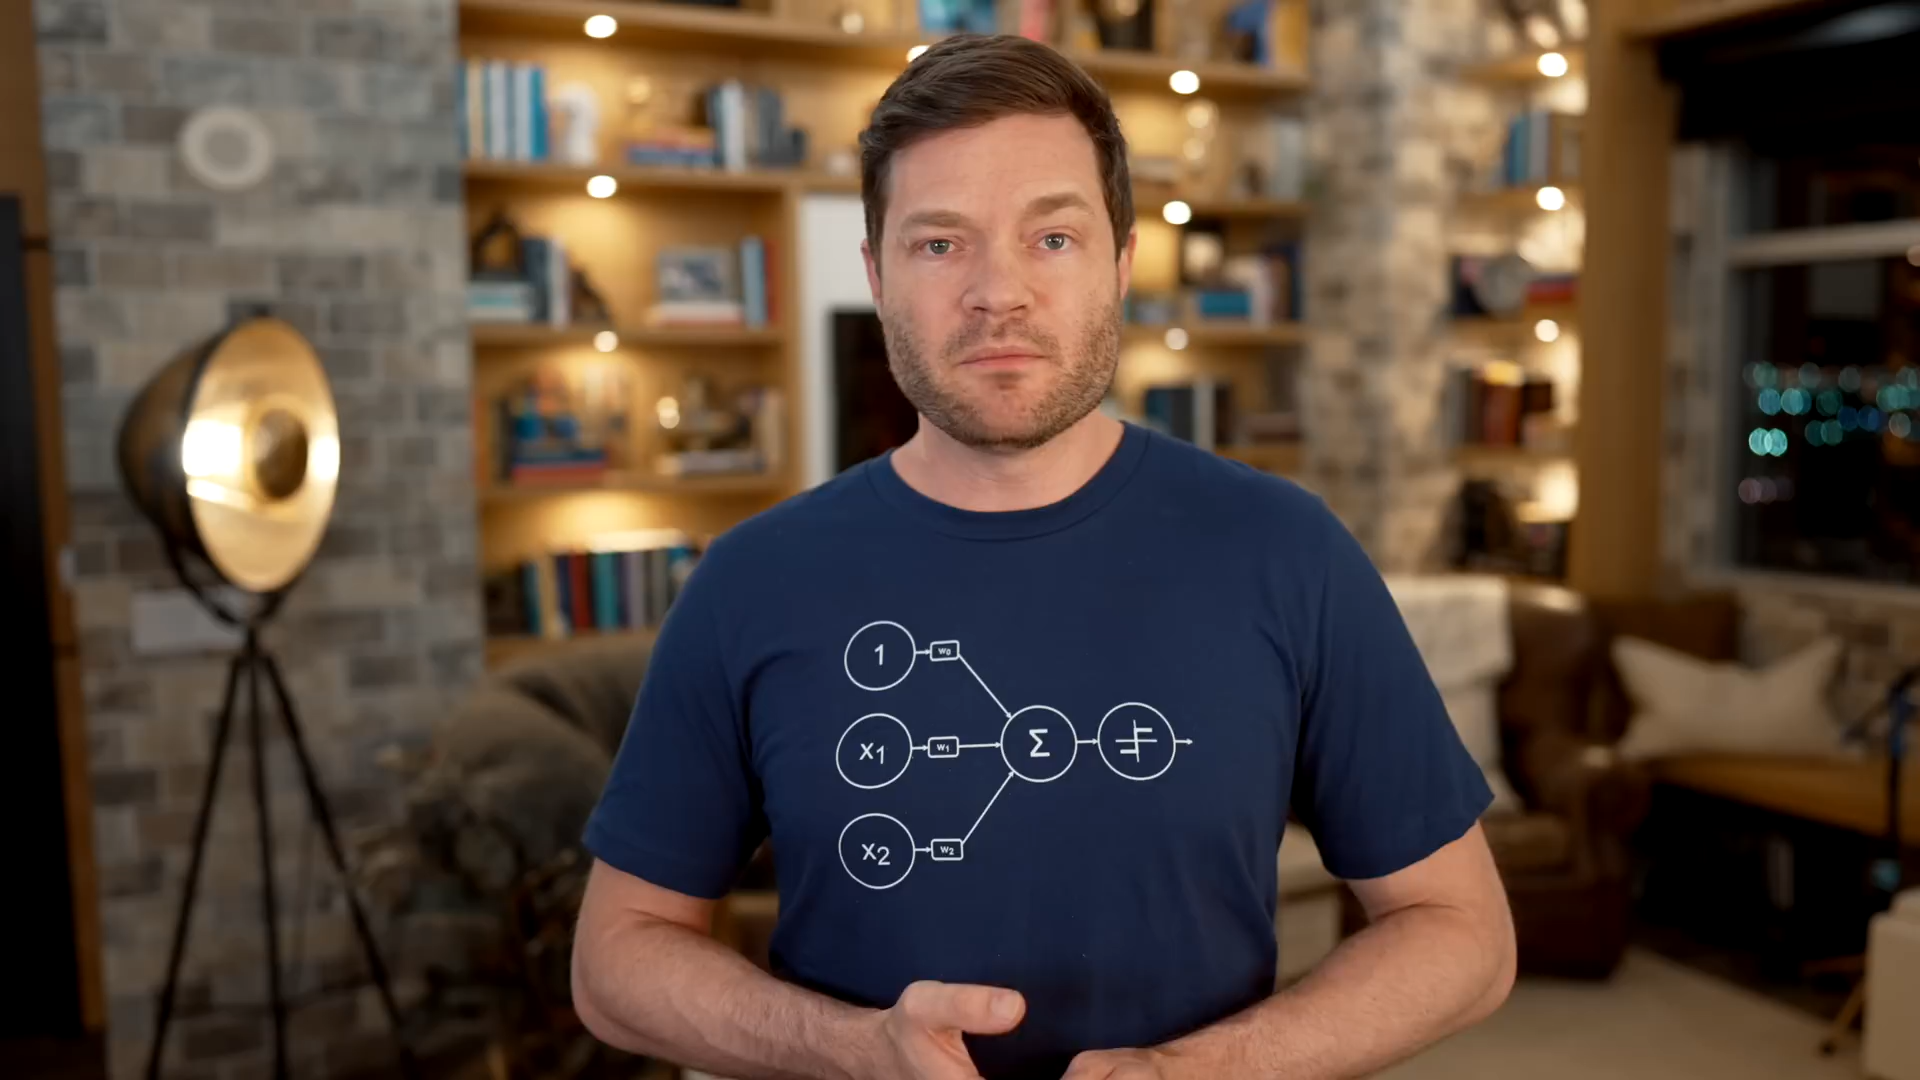 1 w₀
x₁ w₁ Σ
x₂ w₂